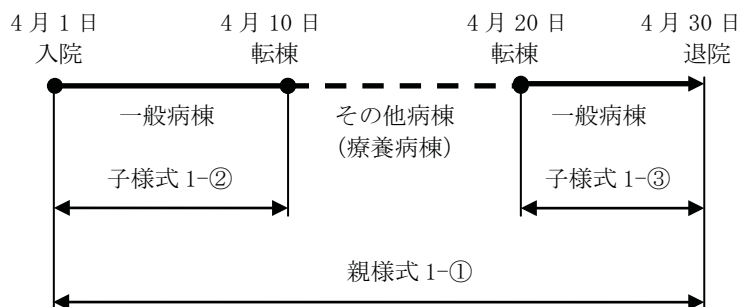 4月1日 4月10日 4月20日 4月30日
入院 転棟 転棟 退院
一般病棟 その他病棟 一般病棟
(療養病棟)
子様式1-② 子様式1-③
親様式1-①